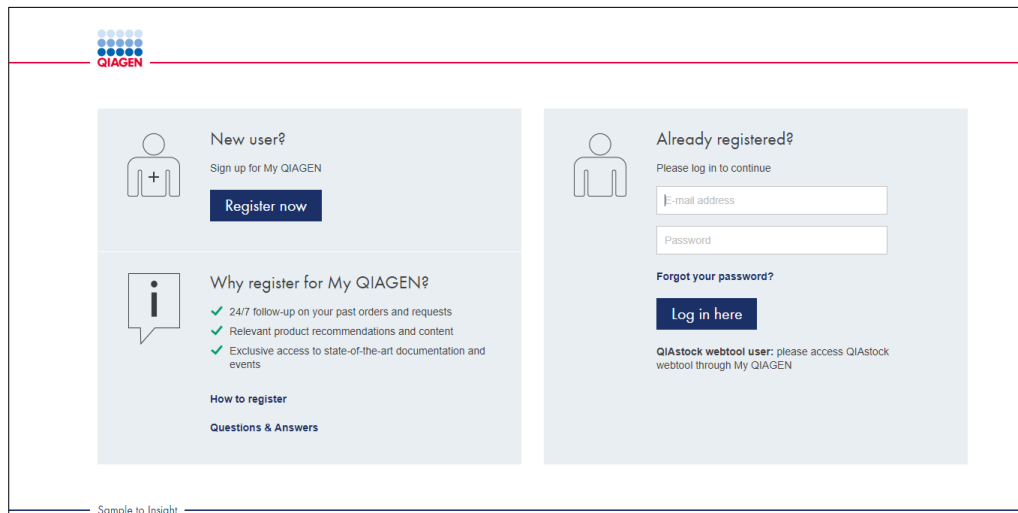 QIAGEN
New user?
Sign up for My QIAGEN
Register now
Why register for My QIAGEN?
24/7 follow-up on your past orders and requests
Relevant product recommendations and content
Exclusive access to state-of-the-art documentation and
events
How to register
Questions & Answers
Already registered?
Please log in to continue
E-mail address
Password
Forgot your password?
Log in here
QIAstock webtool user: please access QIAstock
webtool through My QIAGEN
Sample to Insight